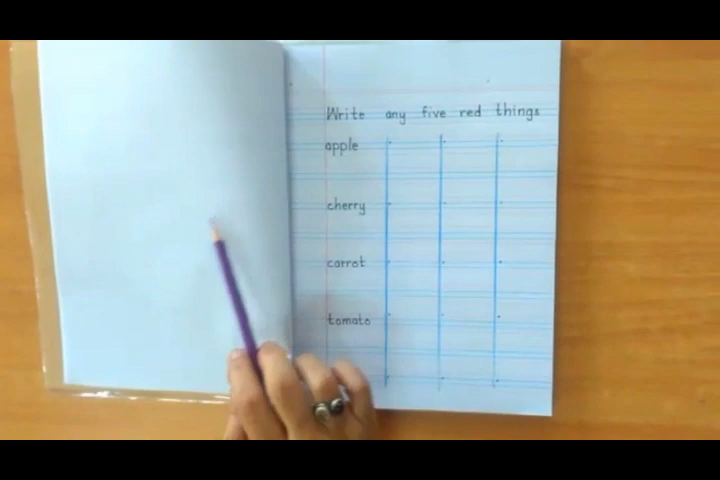 Write any five red things
apple
cherry
carrot
tomato